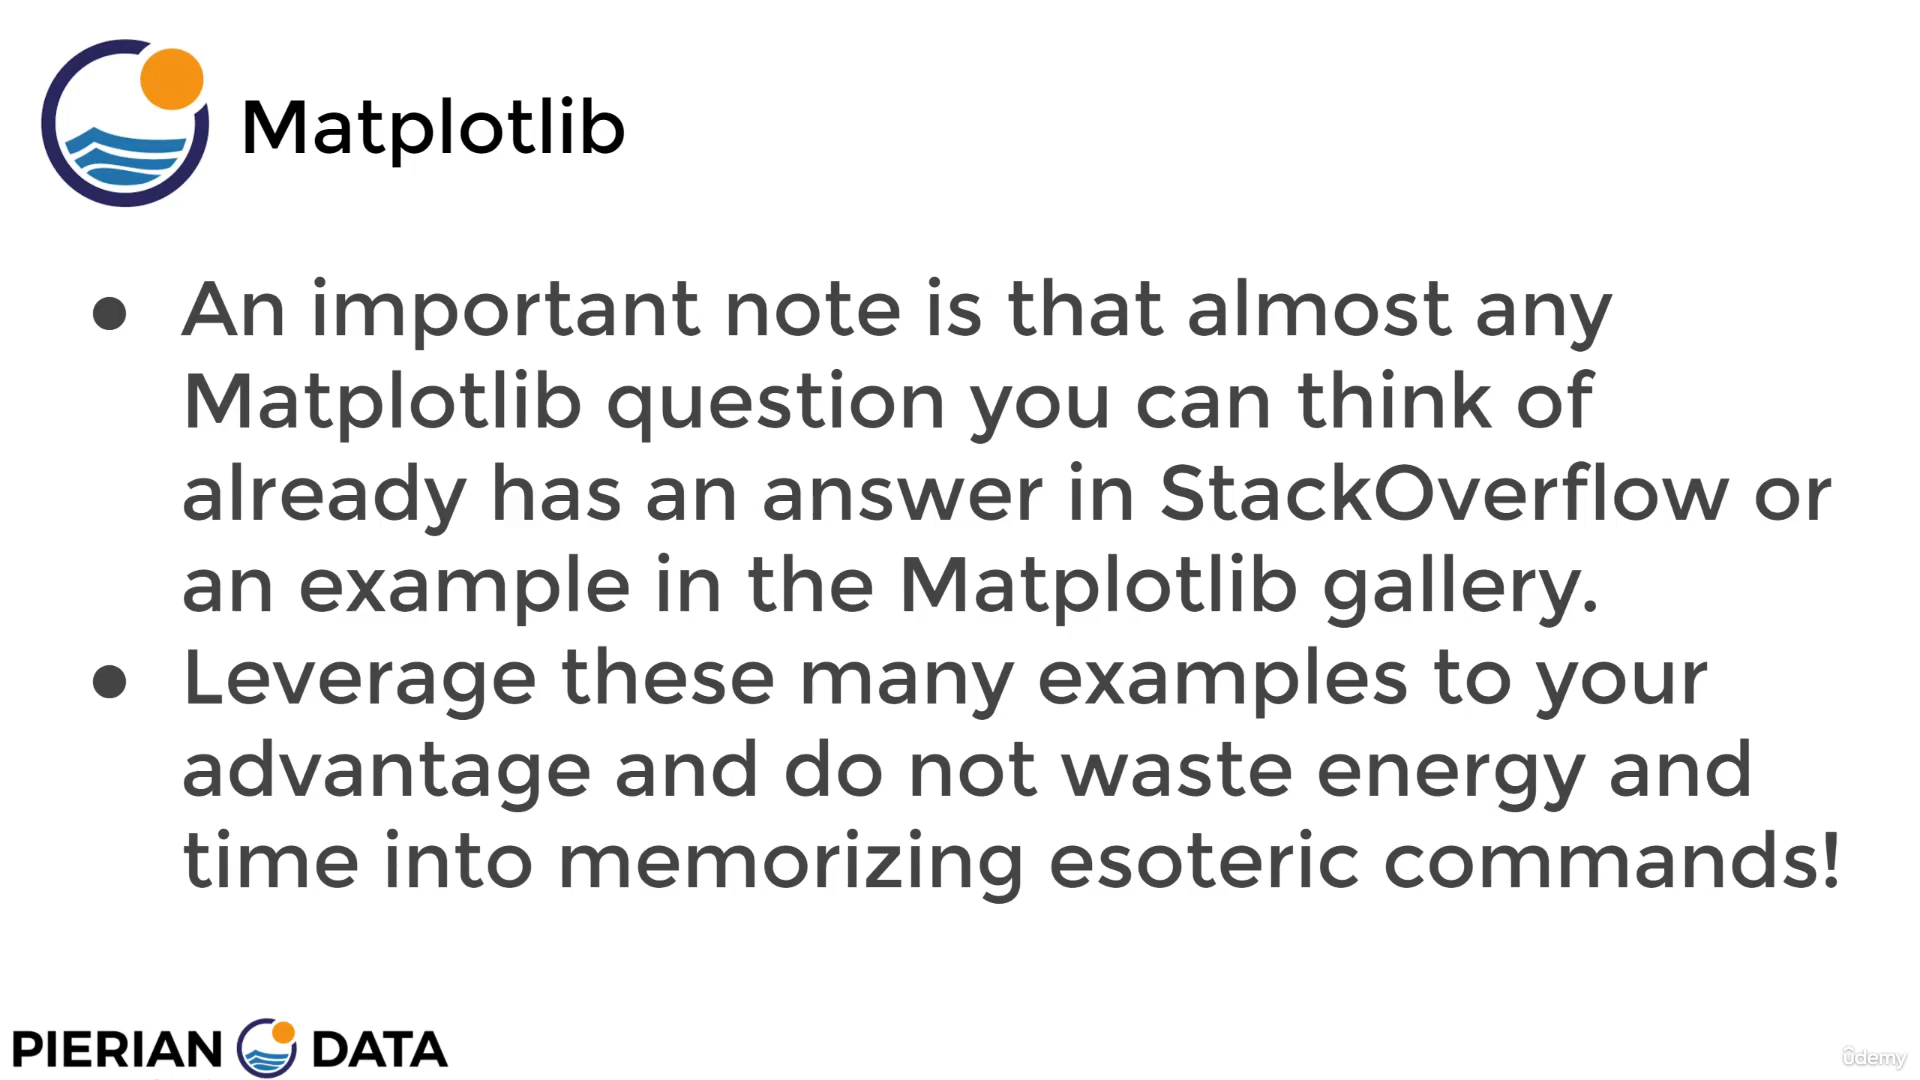 Matplotlib
● An important note is that almost any
Matplotlib question you can think of
already has an answer in StackOverflow or
an example in the Matplotlib gallery.
● Leverage these many examples to your
advantage and do not waste energy and
time into memorizing esoteric commands!
PIERIAN DATA
ûdemy